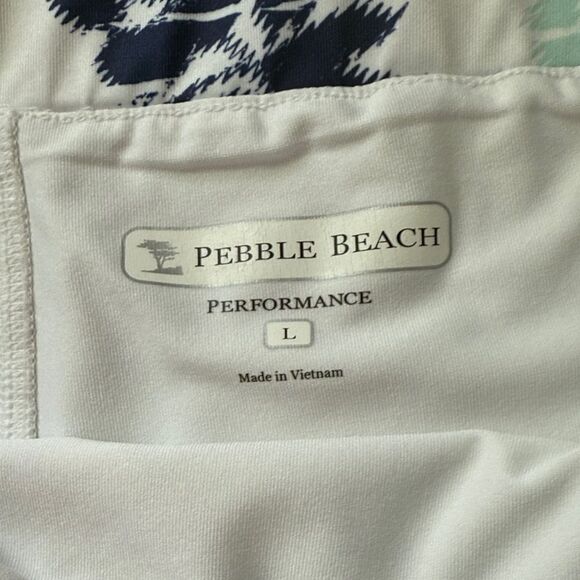 PEBBLE BEACH
PERFORMANCE
L
Made in Vietnam